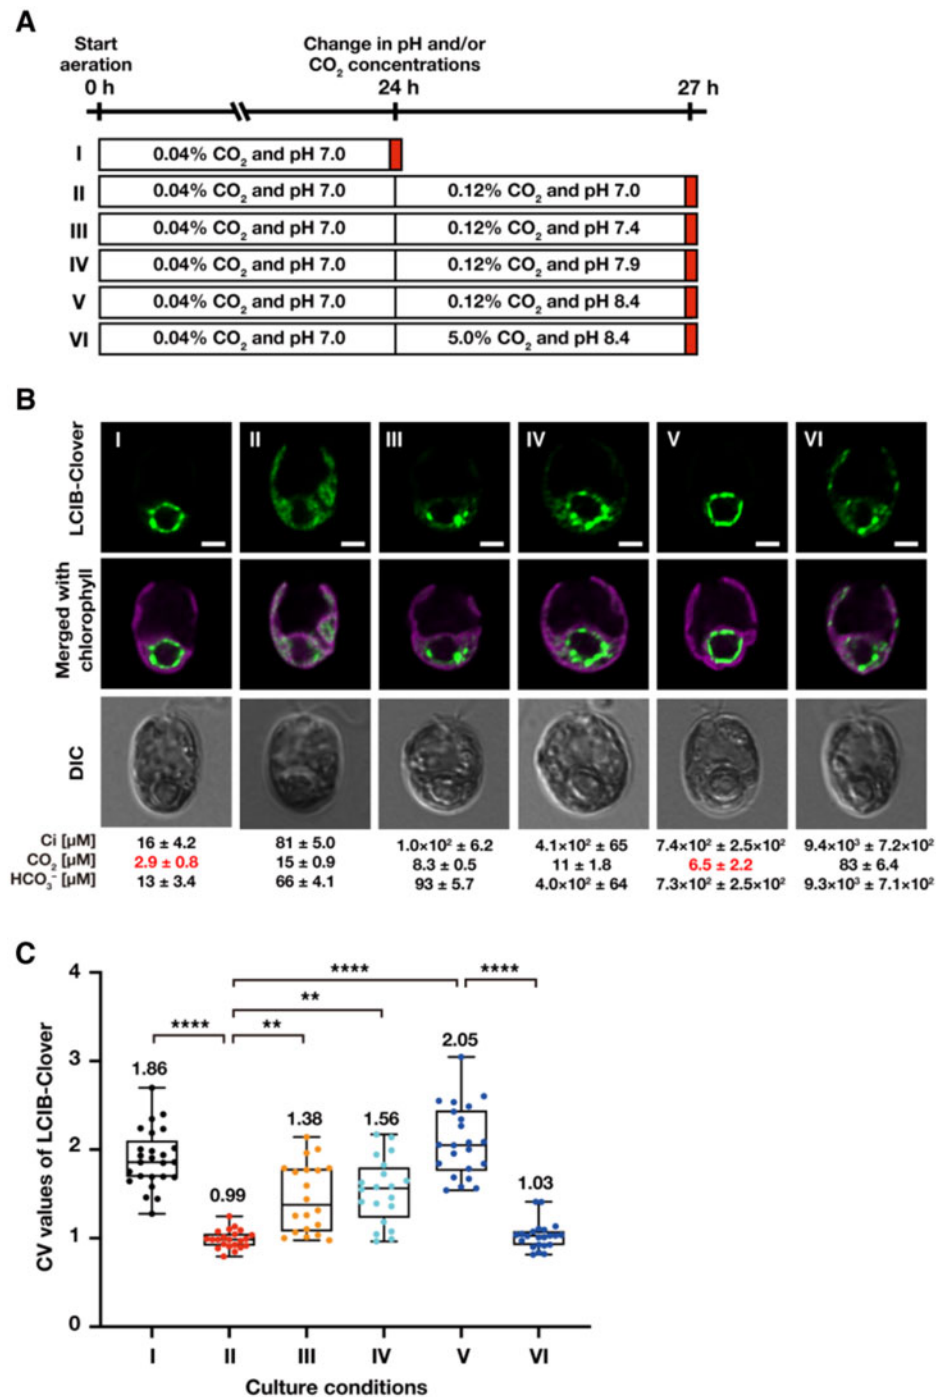 A
Start
aeration
0 h
Change in pH and/or
CO₂ concentrations
24 h
27 h
I 0.04% CO₂ and pH 7.0
II 0.04% CO₂ and pH 7.0 0.12% CO₂ and pH 7.0
III 0.04% CO₂ and pH 7.0 0.12% CO₂ and pH 7.4
IV 0.04% CO₂ and pH 7.0 0.12% CO₂ and pH 7.9
V 0.04% CO₂ and pH 7.0 0.12% CO₂ and pH 8.4
VI 0.04% CO₂ and pH 7.0 5.0% CO₂ and pH 8.4
B
LCIB-Clover
I II III IV V VI
Merged with
chlorophyll
DIC
Ci [µM] 16 ± 4.2 81 ± 5.0 1.0×10² ± 6.2 4.1×10² ± 65 7.4×10² ± 2.5×10² 9.4×10³ ± 7.2×10²
CO₂ [µM] 2.9 ± 0.8 15 ± 0.9 8.3 ± 0.5 11 ± 1.8 6.5 ± 2.2 83 ± 6.4
HCO₃⁻ [µM] 13 ± 3.4 66 ± 4.1 93 ± 5.7 4.0×10² ± 64 7.3×10² ± 2.5×10² 9.3×10³ ± 7.1×10²
C
CV values of LCIB-Clover
4
3
2
1
0
**** ****
**
**** **
1.86
0.99
1.38
1.56
2.05
1.03
I II III IV V VI
Culture conditions